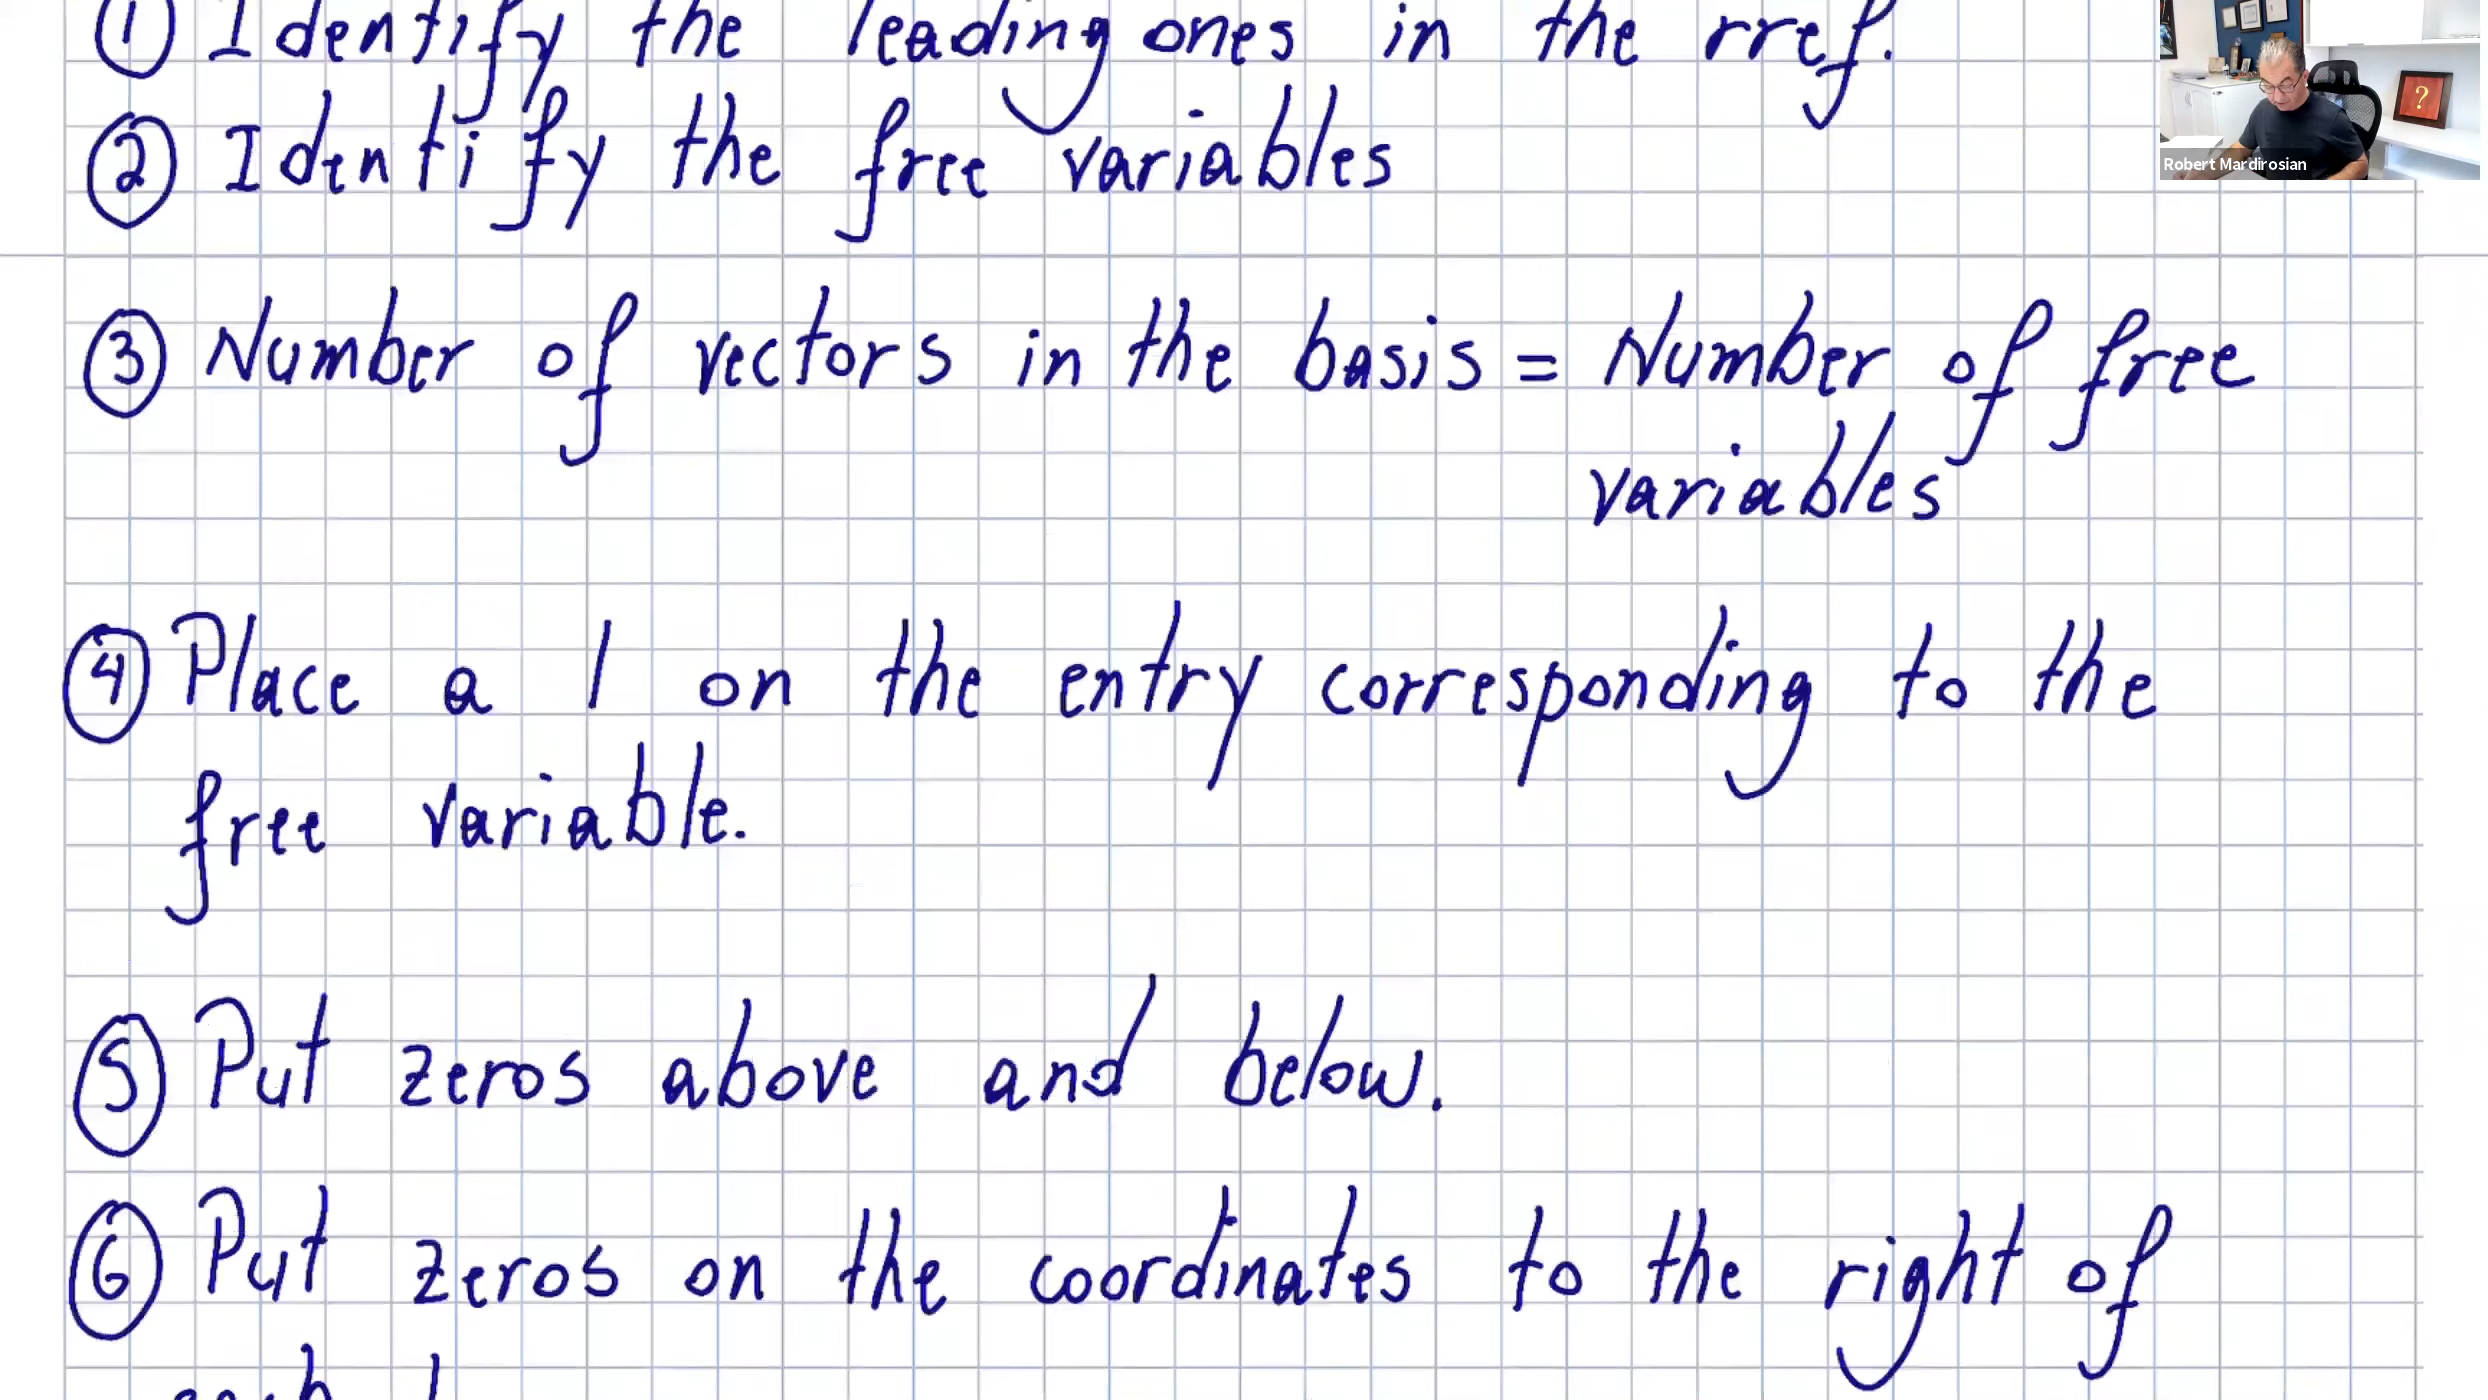 ① Identify the leading ones in the rref.
② Identify the free variables
③ Number of vectors in the basis = Number of free
variables
④ Place a 1 on the entry corresponding to the
free variable.
⑤ Put zeros above and below.
⑥ Put zeros on the coordinates to the right of
?
Robert Mardirosian